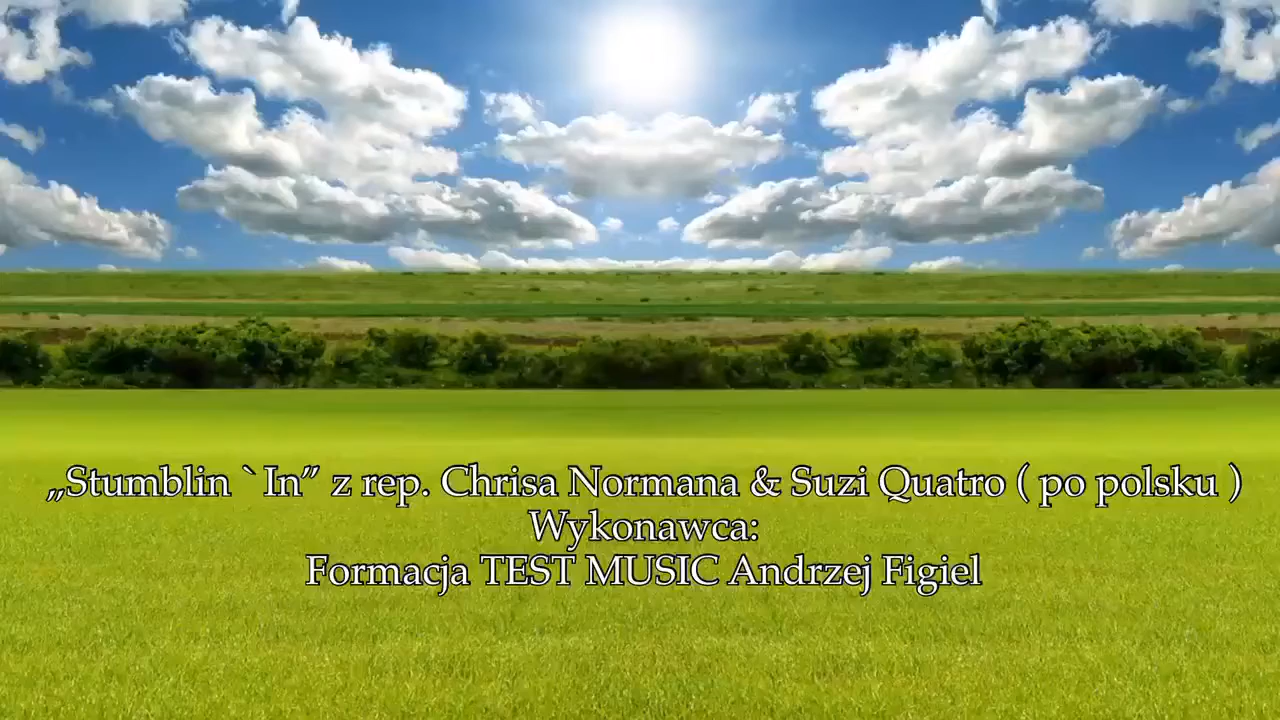 „Stumblin `In” z rep. Chrisa Normana & Suzi Quatro ( po polsku )
Wykonawca:
Formacja TEST MUSIC Andrzej Figiel